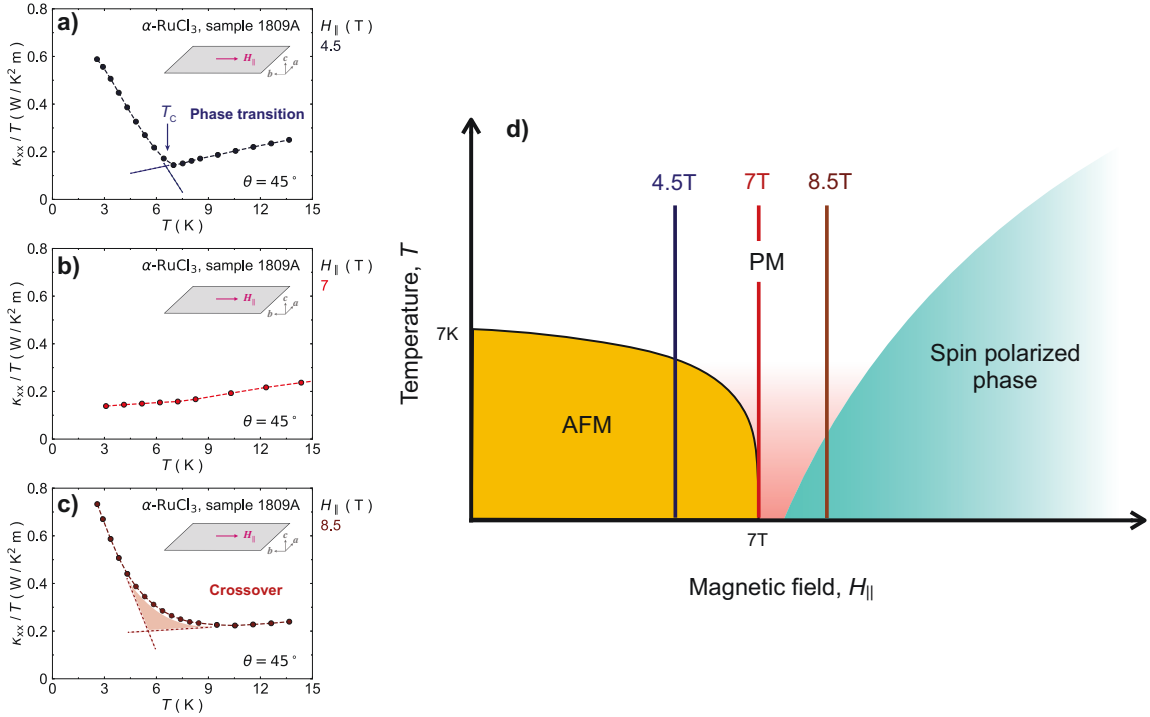 a)
α-RuCl₃, sample 1809A
H∥ (T)
4.5
H∥
c
b
a
Phase transition
T_C
θ = 45°
κxx / T ( W / K² m )
0.8
0.6
0.4
0.2
0
0 3 6 9 12 15
T ( K )
b)
α-RuCl₃, sample 1809A
H∥ (T)
7
H∥
c
b
a
θ = 45°
κxx / T ( W / K² m )
0.8
0.6
0.4
0.2
0
0 3 6 9 12 15
T ( K )
c)
α-RuCl₃, sample 1809A
H∥ (T)
8.5
H∥
c
b
a
Crossover
θ = 45°
κxx / T ( W / K² m )
0.8
0.6
0.4
0.2
0
0 3 6 9 12 15
T ( K )
d)
4.5T
7T
8.5T
PM
Temperature, T
7K
AFM
Spin polarized
phase
7T
Magnetic field, H∥